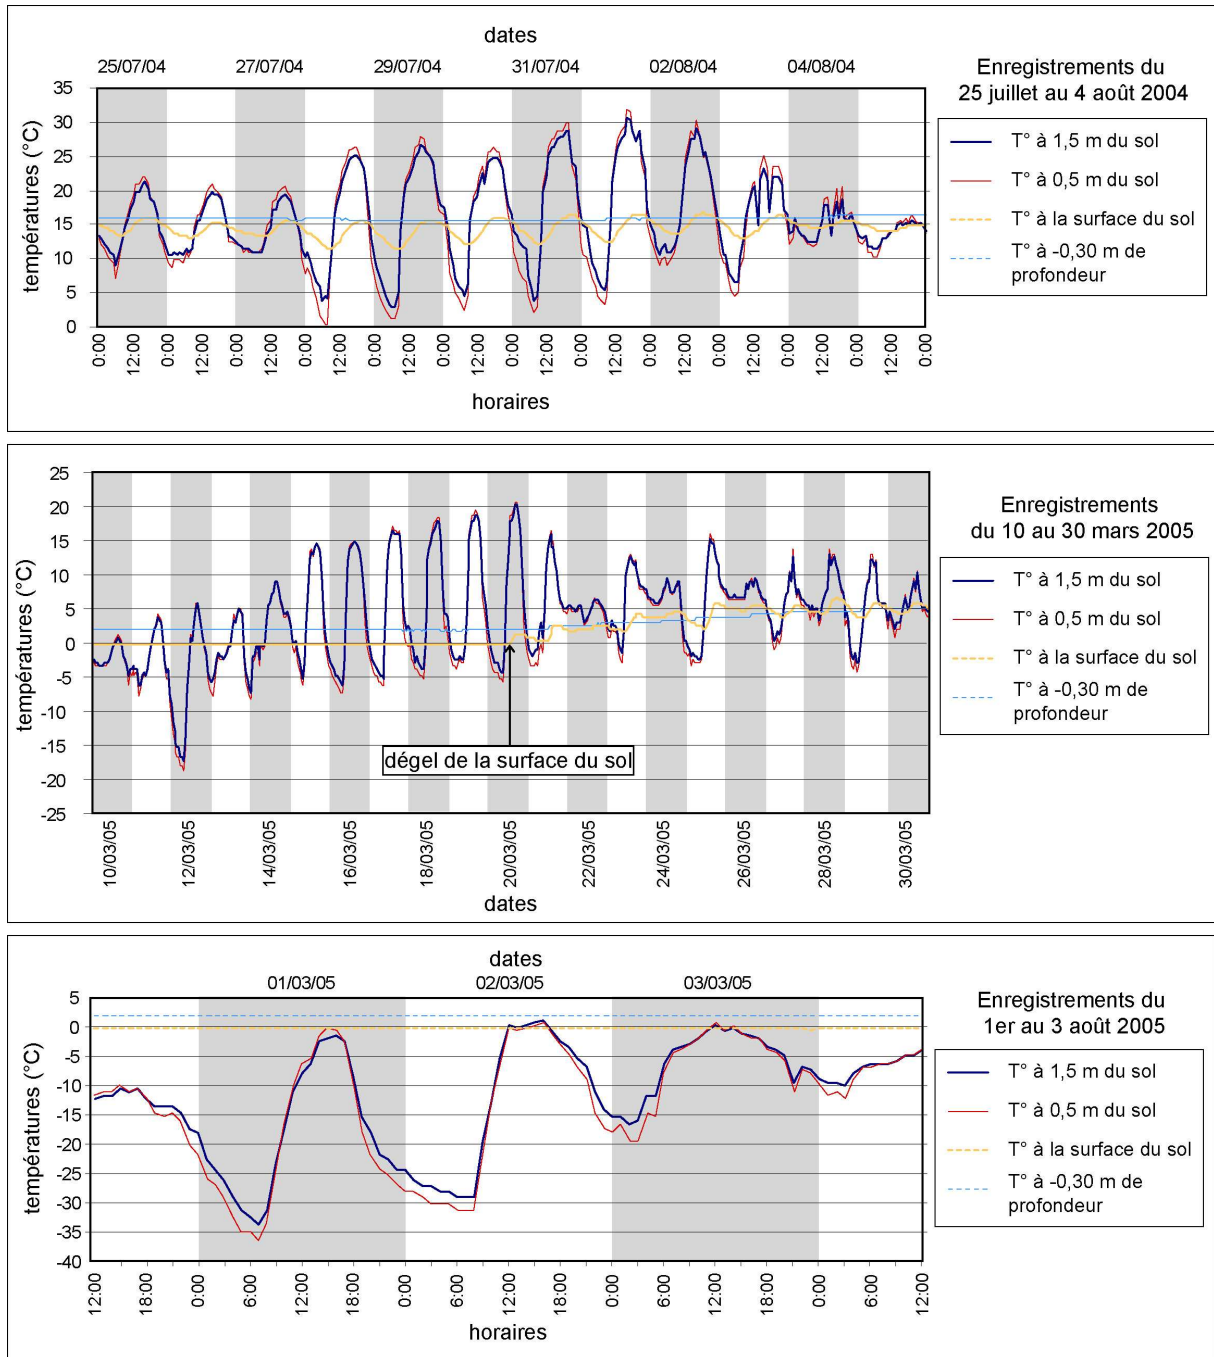 dates
25/07/04 27/07/04 29/07/04 31/07/04 02/08/04 04/08/04
températures (°C)
35
30
25
20
15
10
5
0
0:00 12:00 0:00 12:00 0:00 12:00 0:00 12:00 0:00 12:00 0:00 12:00 0:00 12:00 0:00 12:00 0:00 12:00 0:00 12:00 0:00 12:00 0:00 12:00 0:00
horaires
Enregistrements du
25 juillet au 4 août 2004
T° à 1,5 m du sol
T° à 0,5 m du sol
T° à la surface du sol
T° à -0,30 m de
profondeur
températures (°C)
25
20
15
10
5
0
-5
-10
-15
-20
-25
dégel de la surface du sol
10/03/05 12/03/05 14/03/05 16/03/05 18/03/05 20/03/05 22/03/05 24/03/05 26/03/05 28/03/05 30/03/05
dates
Enregistrements
du 10 au 30 mars 2005
T° à 1,5 m du sol
T° à 0,5 m du sol
T° à la surface du sol
T° à -0,30 m de
profondeur
dates
01/03/05 02/03/05 03/03/05
températures (°C)
5
0
-5
-10
-15
-20
-25
-30
-35
-40
12:00 18:00 0:00 6:00 12:00 18:00 0:00 6:00 12:00 18:00 0:00 6:00 12:00 18:00 0:00 6:00 12:00
horaires
Enregistrements du
1er au 3 août 2005
T° à 1,5 m du sol
T° à 0,5 m du sol
T° à la surface du sol
T° à -0,30 m de
profondeur